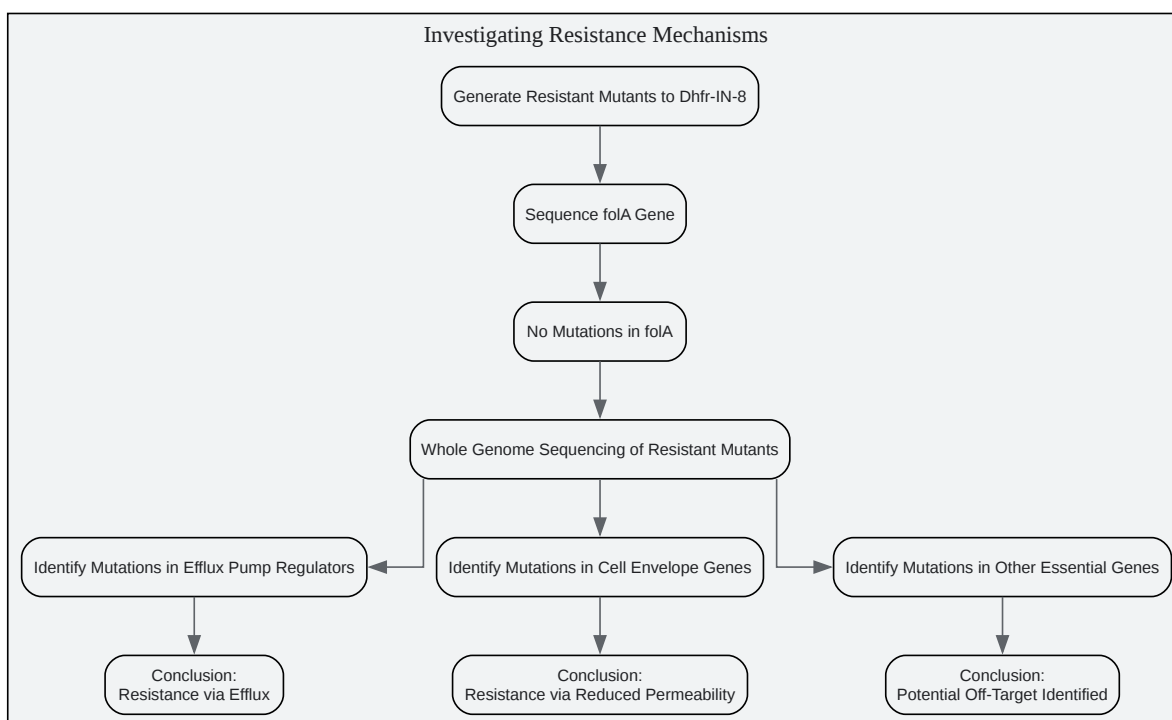 Investigating Resistance Mechanisms
Generate Resistant Mutants to Dhfr-IN-8
Sequence folA Gene
No Mutations in folA
Whole Genome Sequencing of Resistant Mutants
Identify Mutations in Efflux Pump Regulators
Identify Mutations in Cell Envelope Genes
Identify Mutations in Other Essential Genes
Conclusion:
Resistance via Efflux
Conclusion:
Resistance via Reduced Permeability
Conclusion:
Potential Off-Target Identified